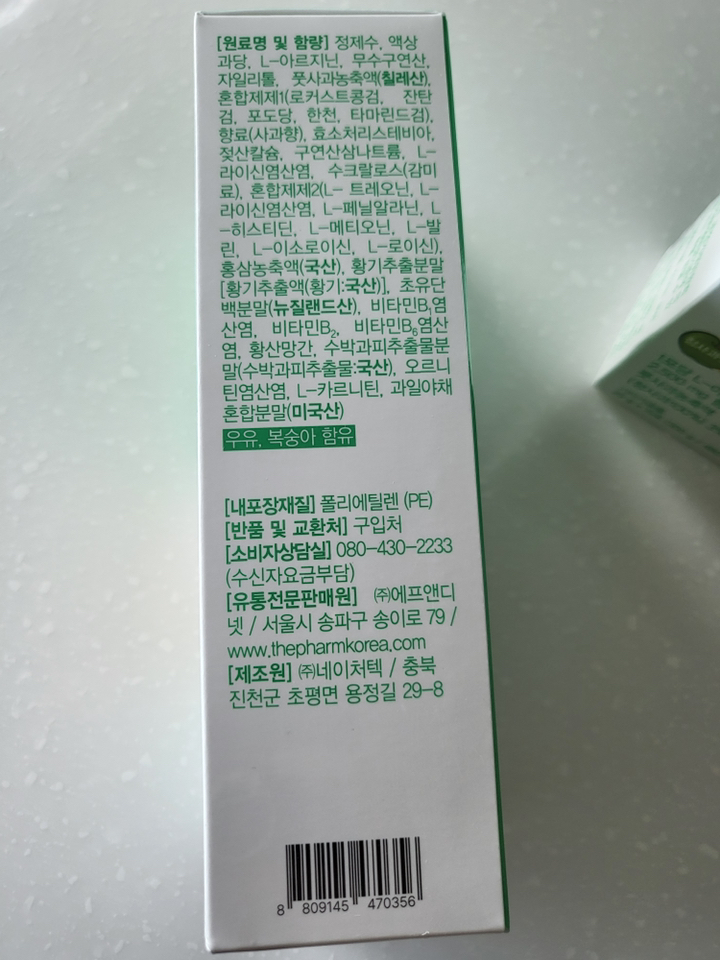 [원료명 및 함량] 정제수, 액상
과당, L-아르지닌, 무수구연산,
자일리톨, 풋사과농축액(칠레산),
혼합제제1(로커스트콩검, 잔탄
검, 포도당, 한천, 타마린드검),
향료(사과향), 효소처리스테비아,
젖산칼슘, 구연산삼나트륨, L-
라이신염산염, 수크랄로스(감미
료), 혼합제제2(L- 트레오닌, L-
라이신염산염, L-페닐알라닌, L
-히스티딘, L-메티오닌, L-발
린, L-이소로이신, L-로이신),
홍삼농축액(국산), 황기추출분말
[황기추출액(황기:국산)], 초유단
백분말(뉴질랜드산), 비타민B₁염
산염, 비타민B₂, 비타민B₆염산
염, 황산망간, 수박과피추출물분
말(수박과피추출물:국산), 오르니
틴염산염, L-카르니틴, 과일야채
혼합분말(미국산)
우유, 복숭아 함유
[내포장재질] 폴리에틸렌 (PE)
[반품 및 교환처] 구입처
[소비자상담실] 080-430-2233
(수신자요금부담)
[유통전문판매원] ㈜에프앤디
넷 / 서울시 송파구 송이로 79 /
www.thepharmkorea.com
[제조원] ㈜네이처텍 / 충북
진천군 초평면 용정길 29-8
8 809145 470356